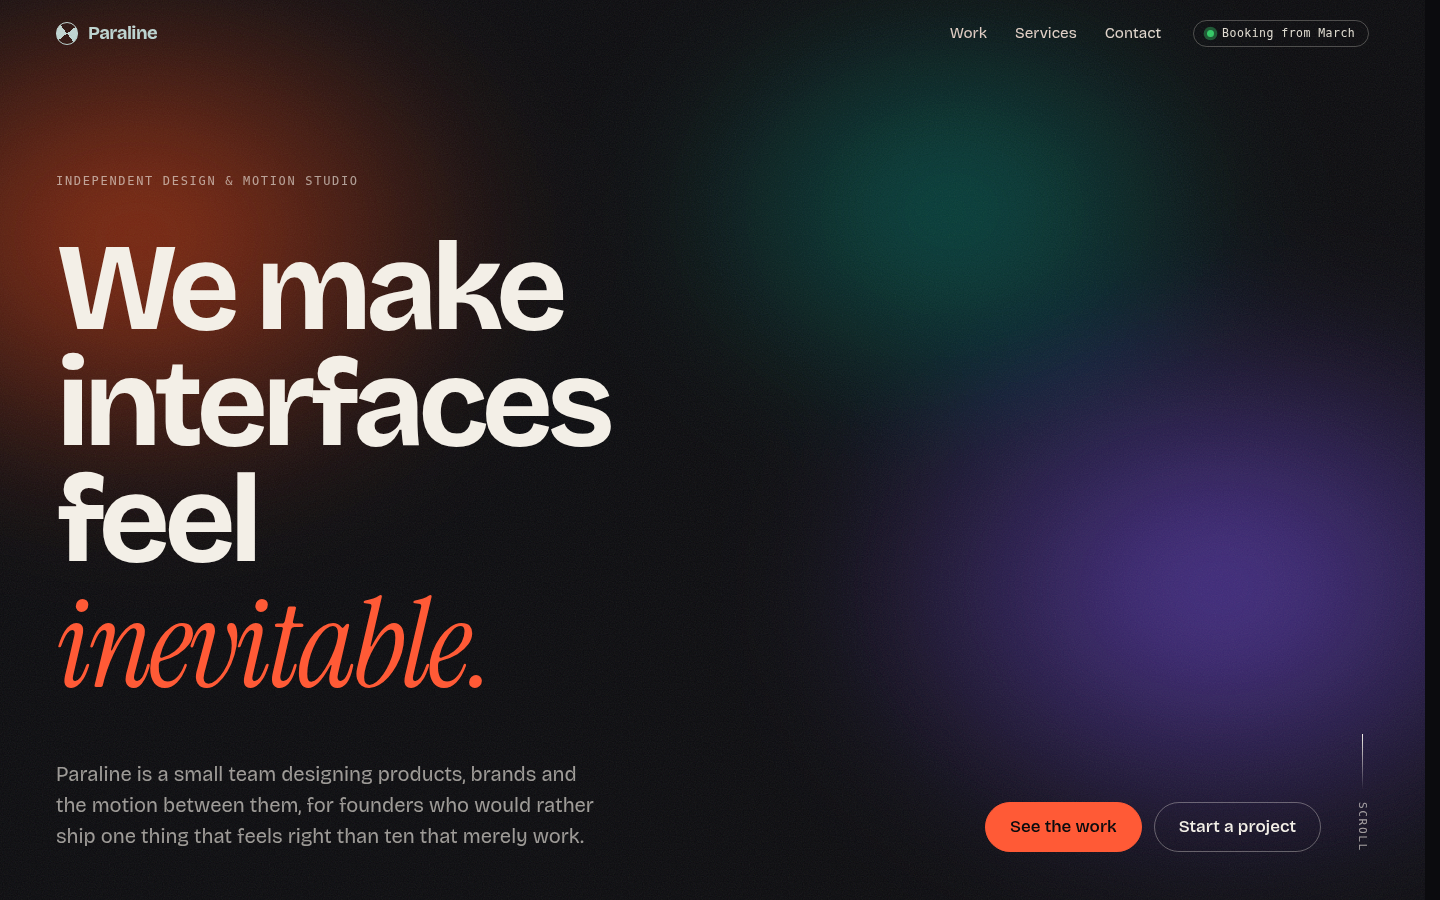 Paraline
Work
Services
Contact
Booking from March
INDEPENDENT DESIGN & MOTION STUDIO
We make
interfaces
feel
inevitable.
Paraline is a small team designing products, brands and
the motion between them, for founders who would rather
ship one thing that feels right than ten that merely work.
See the work
Start a project
SCROLL